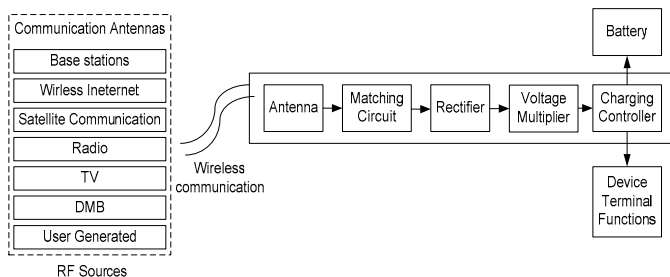 Communication Antennas
Base stations
Wirless Ineternet
Satellite Communication
Radio
TV
DMB
User Generated
RF Sources
Wireless
communication
Antenna
Matching
Circuit
Rectifier
Voltage
Multiplier
Charging
Controller
Battery
Device
Terminal
Functions